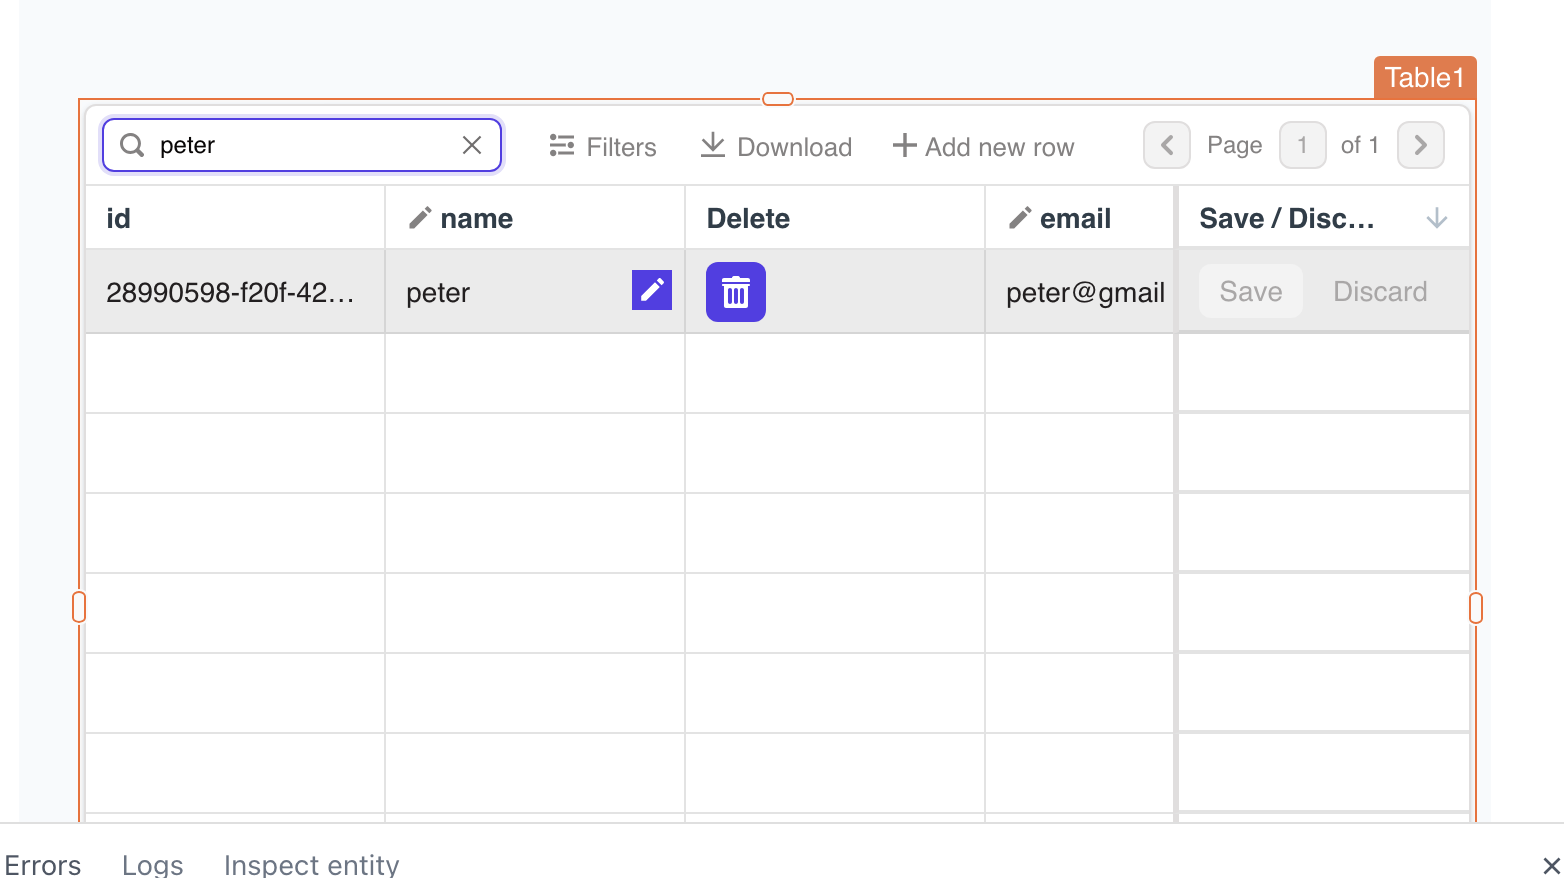 Table1
peter Filters Download Add new row Page 1 of 1
id name Delete email Save / Disc...
28990598-f20f-42... peter peter@gmail Save Discard
Errors Logs Inspect entity